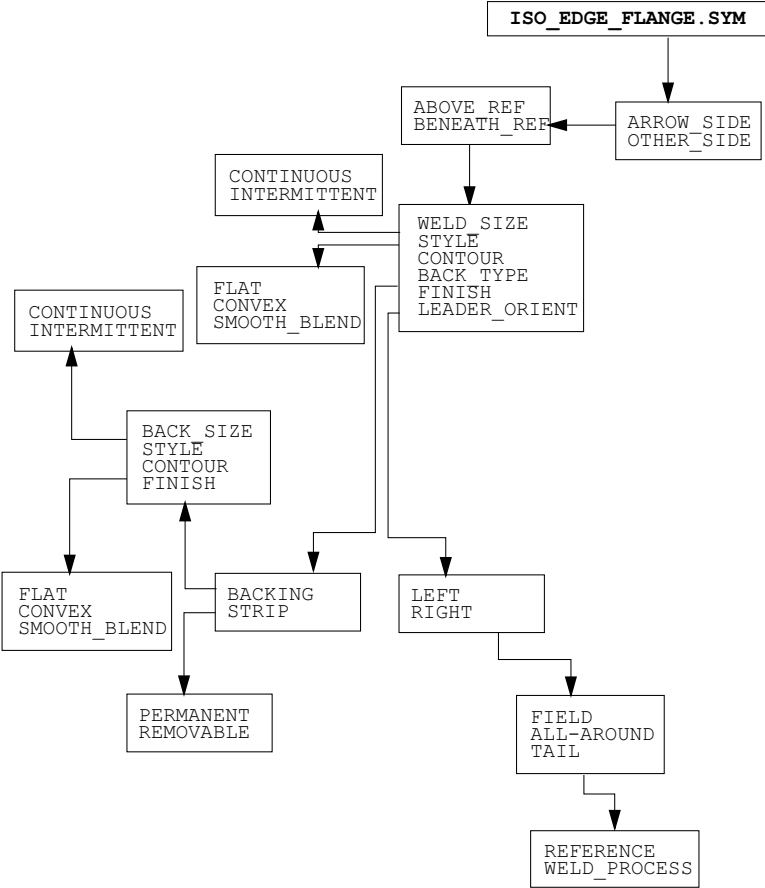 ISO_EDGE_FLANGE.SYM
ABOVE_REF
BENEATH_REF
ARROW_SIDE
OTHER_SIDE
CONTINUOUS
INTERMITTENT
WELD_SIZE
STYLE
CONTOUR
BACK_TYPE
FINISH
LEADER_ORIENT
FLAT
CONVEX
SMOOTH_BLEND
CONTINUOUS
INTERMITTENT
BACK_SIZE
STYLE
CONTOUR
FINISH
FLAT
CONVEX
SMOOTH_BLEND
BACKING
STRIP
LEFT
RIGHT
PERMANENT
REMOVABLE
FIELD
ALL-AROUND
TAIL
REFERENCE
WELD_PROCESS